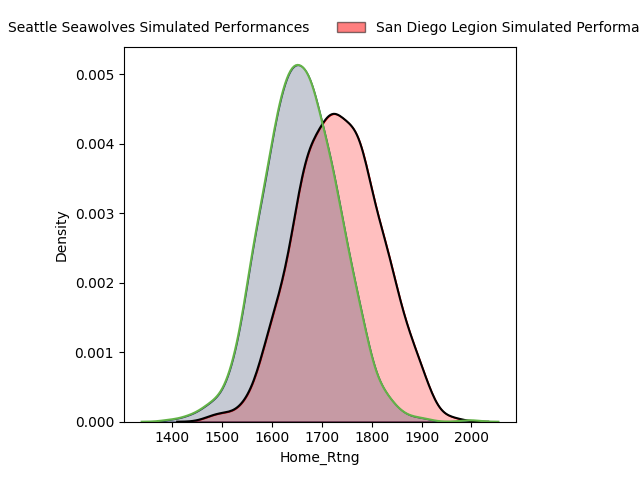 Seattle Seawolves Simulated Performances
San Diego Legion Simulated Performa
0.005
0.004
0.003
0.002
0.001
0.000
Density
1400 1500 1600 1700 1800 1900 2000
Home_Rtng